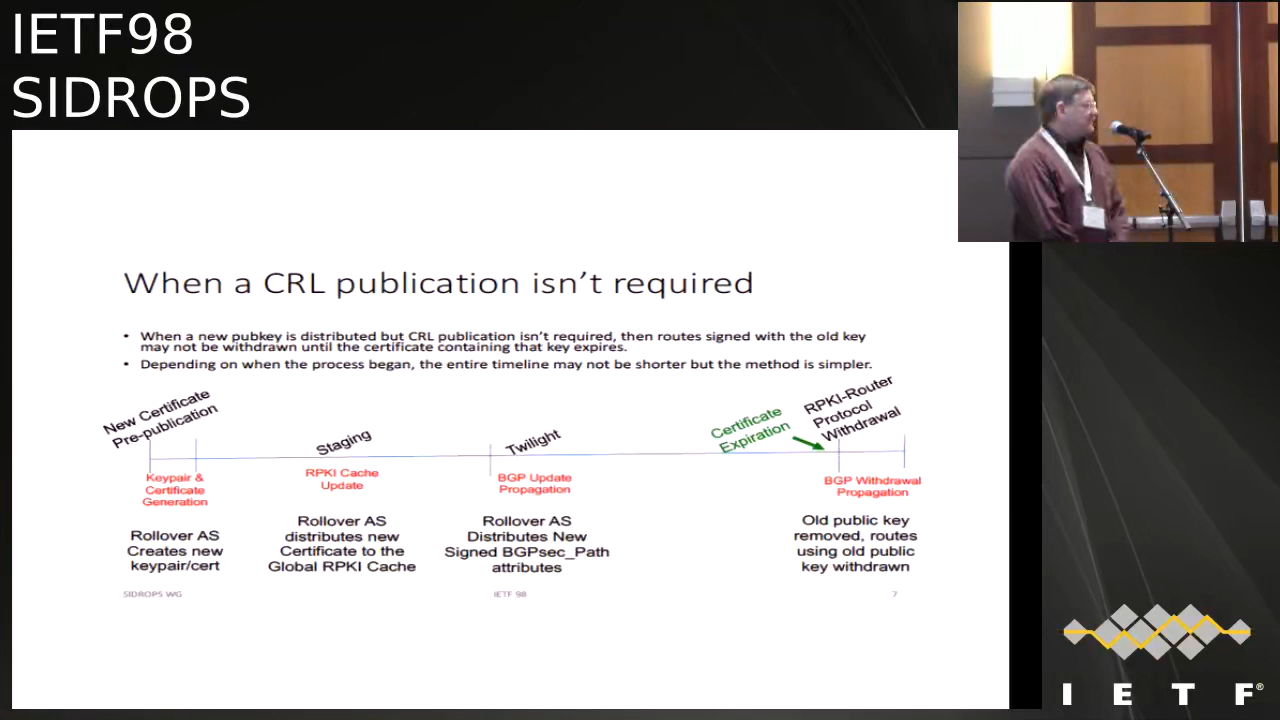 IETF98
SIDROPS
When a CRL publication isn't required
• When a new pubkey is distributed but CRL publication isn't required, then routes signed with the old key
may not be withdrawn until the certificate containing that key expires.
• Depending on when the process began, the entire timeline may not be shorter but the method is simpler.
New Certificate
Pre-publication
Staging
Twilight
Certificate
Expiration
RPKI-Router
Protocol
Withdrawal
Keypair &
Certificate
Generation
RPKI Cache
Update
BGP Update
Propagation
BGP Withdrawal
Propagation
Rollover AS
Creates new
keypair/cert
Rollover AS
distributes new
Certificate to the
Global RPKI Cache
Rollover AS
Distributes New
Signed BGPsec_Path
attributes
Old public key
removed, routes
using old public
key withdrawn
SIDROPS WG
IETF 98
7
I E T F®